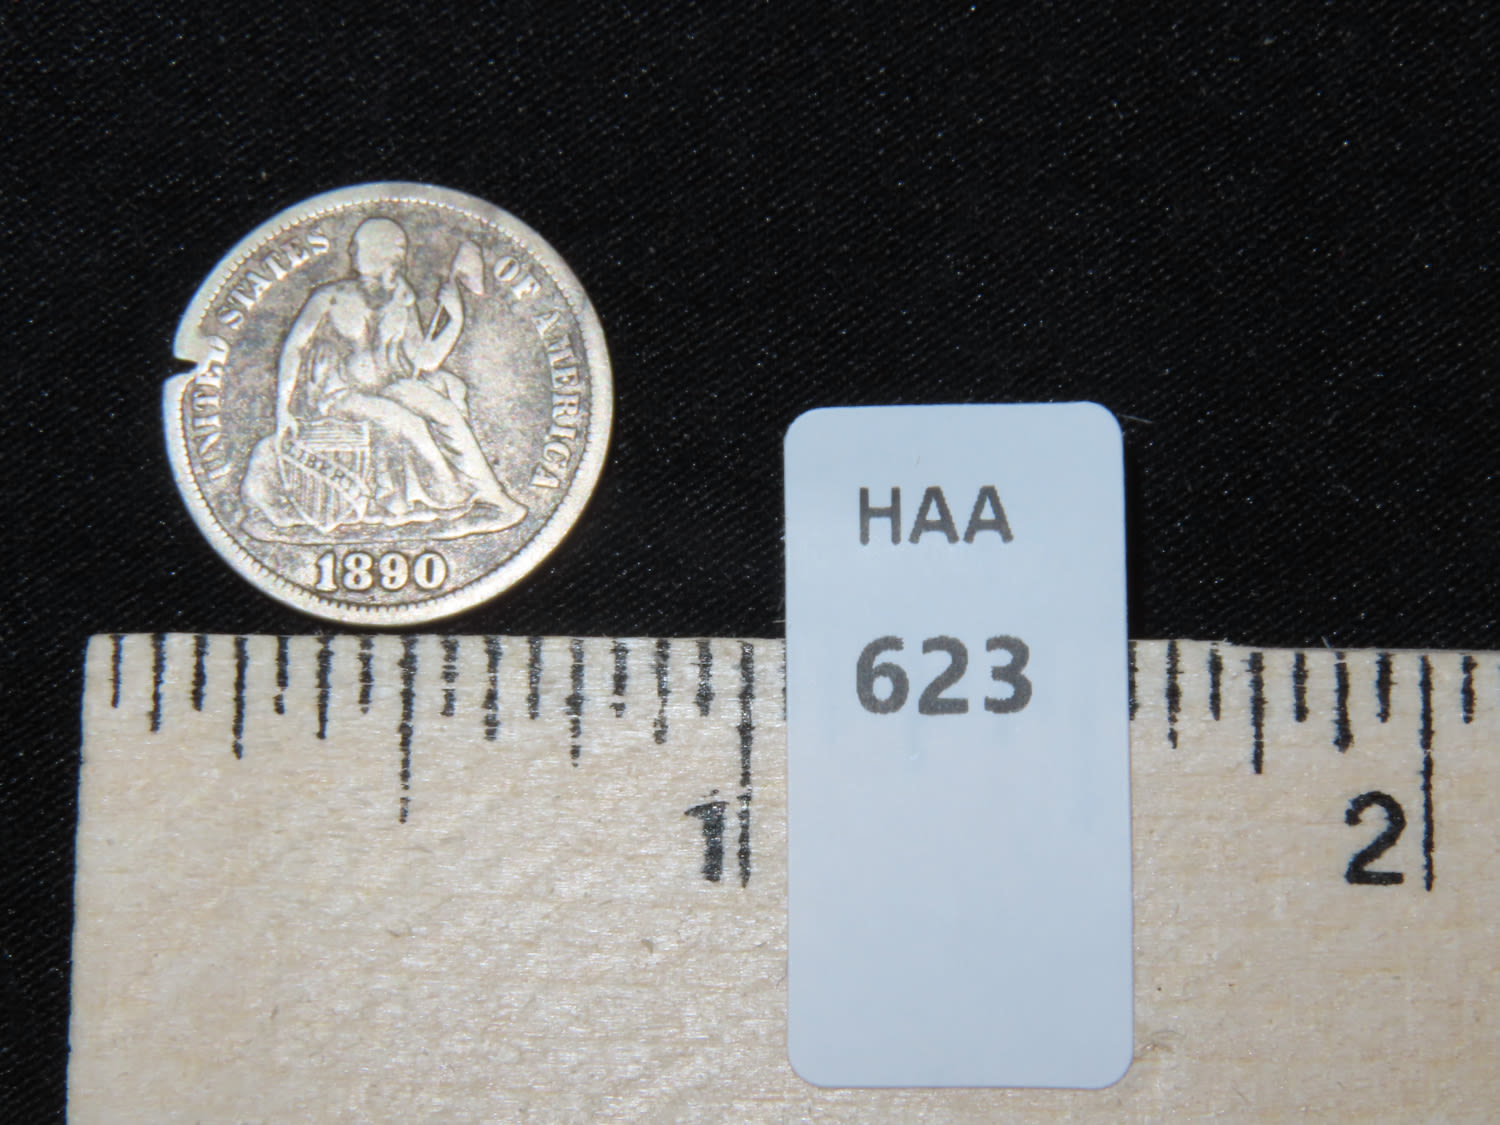 UNITED STATES OF AMERICA
LIBERTY
1890
HAA
623
1
2